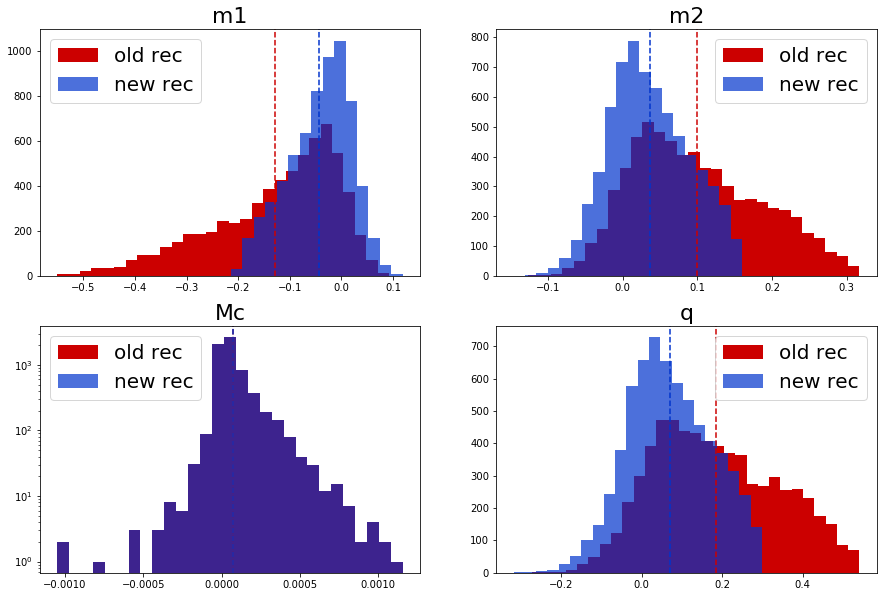 m1
old rec
new rec
1000
800
600
400
200
0
−0.5 −0.4 −0.3 −0.2 −0.1 0.0 0.1
m2
old rec
new rec
800
700
600
500
400
300
200
100
0
−0.1 0.0 0.1 0.2 0.3
Mc
old rec
new rec
10³
10²
10¹
10⁰
−0.0010 −0.0005 0.0000 0.0005 0.0010
q
old rec
new rec
700
600
500
400
300
200
100
0
−0.2 0.0 0.2 0.4